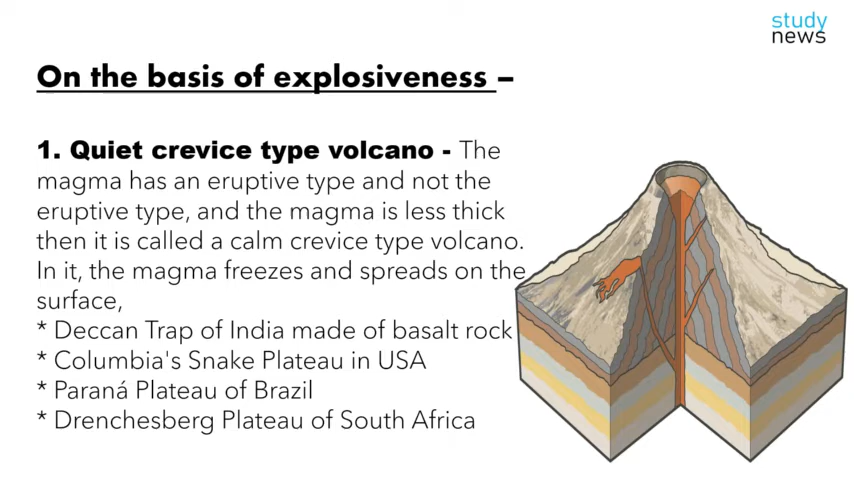 study
news
On the basis of explosiveness –
1. Quiet crevice type volcano - The
magma has an eruptive type and not the
eruptive type, and the magma is less thick
then it is called a calm crevice type volcano.
In it, the magma freezes and spreads on the
surface,
* Deccan Trap of India made of basalt rock
* Columbia's Snake Plateau in USA
* Paraná Plateau of Brazil
* Drenchesberg Plateau of South Africa